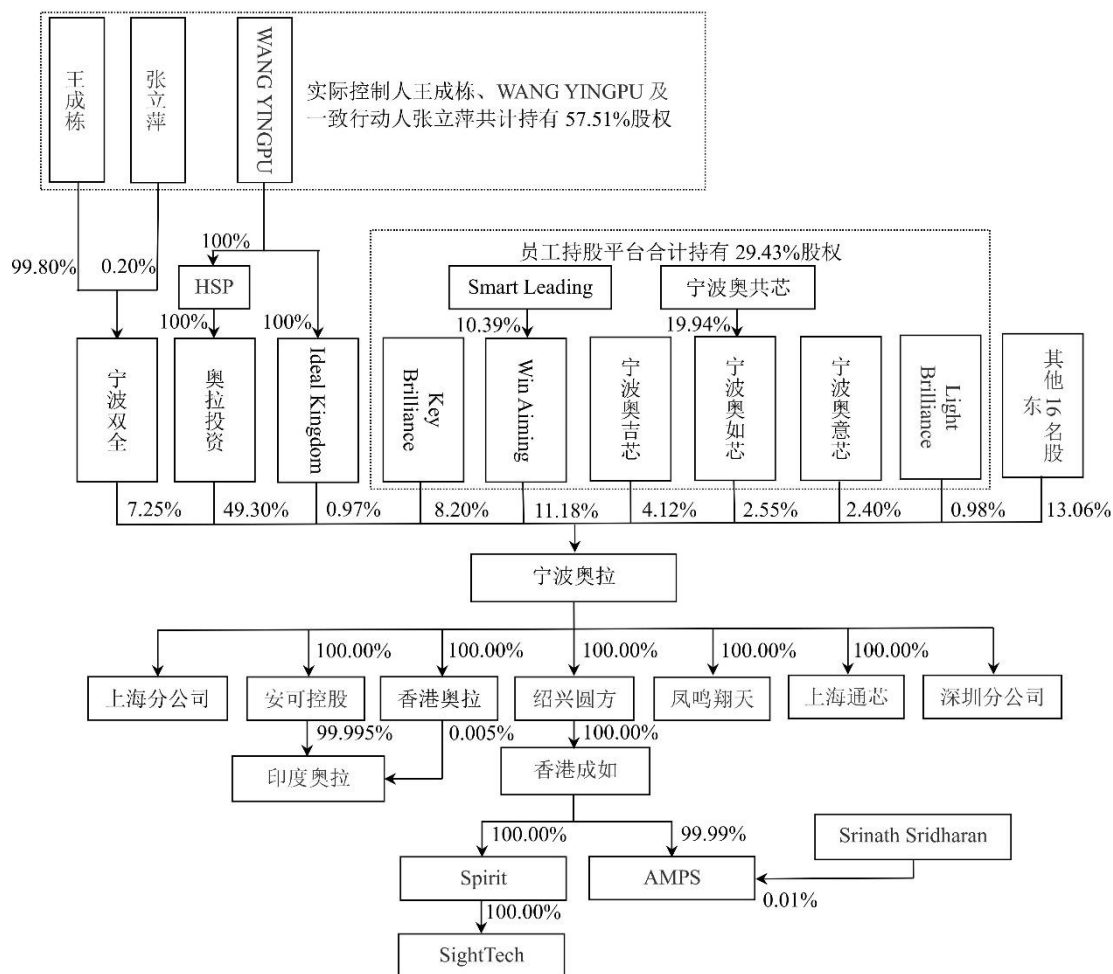 王成栋
张立萍
WANG YINGPU
实际控制人王成栋、WANG YINGPU 及
一致行动人张立萍共计持有 57.51%股权
99.80%
0.20%
100%
HSP
100%
100%
员工持股平台合计持有 29.43%股权
Smart Leading
宁波奥共芯
10.39%
19.94%
宁波双全
奥拉投资
Ideal Kingdom
Key
Brilliance
Win Aiming
宁波奥吉芯
宁波奥如芯
宁波奥意芯
Light
Brilliance
其他 16 名股
东
7.25%
49.30%
0.97%
8.20%
11.18%
4.12%
2.55%
2.40%
0.98%
13.06%
宁波奥拉
100.00%
100.00%
100.00%
100.00%
100.00%
上海分公司
安可控股
香港奥拉
绍兴圆方
凤鸣翔天
上海通芯
深圳分公司
99.995%
0.005%
100.00%
印度奥拉
香港成如
100.00%
99.99%
Srinath Sridharan
Spirit
AMPS
0.01%
100.00%
SightTech